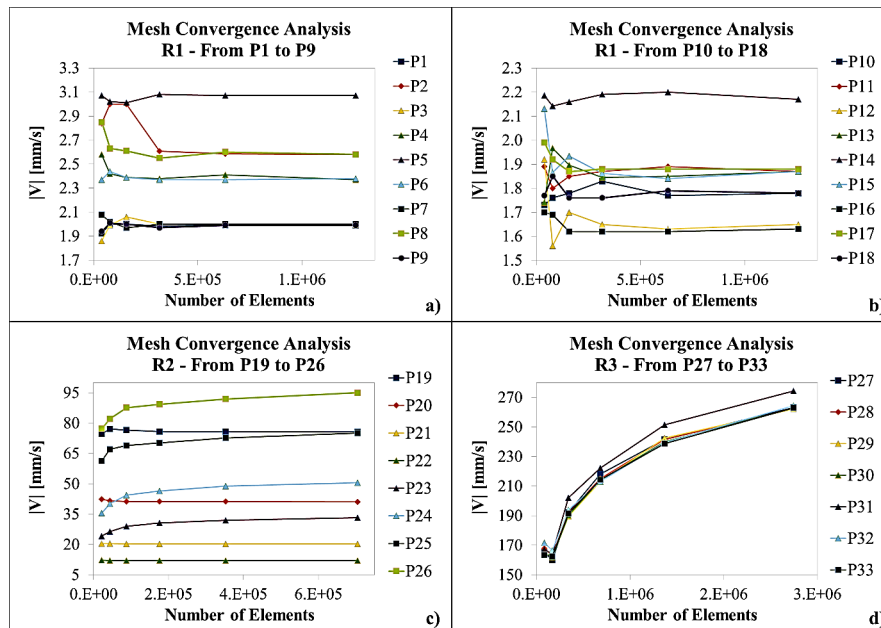 Mesh Convergence Analysis
R1 - From P1 to P9
|V| [mm/s]
3.1
2.9
2.7
2.5
2.3
2.1
1.9
1.7
0.E+00
5.E+05
1.E+06
Number of Elements
P1
P2
P3
P4
P5
P6
P7
P8
P9
a)
Mesh Convergence Analysis
R1 - From P10 to P18
|V| [mm/s]
2.3
2.2
2.1
2.0
1.9
1.8
1.7
1.6
1.5
0.E+00
5.E+05
1.E+06
Number of Elements
P10
P11
P12
P13
P14
P15
P16
P17
P18
b)
Mesh Convergence Analysis
R2 - From P19 to P26
|V| [mm/s]
95
80
65
50
35
20
5
0.E+00
2.E+05
4.E+05
6.E+05
Number of Elements
P19
P20
P21
P22
P23
P24
P25
P26
c)
Mesh Convergence Analysis
R3 - From P27 to P33
|V| [mm/s]
270
250
230
210
190
170
150
0.E+00
1.E+06
2.E+06
3.E+06
Number of Elements
P27
P28
P29
P30
P31
P32
P33
d)